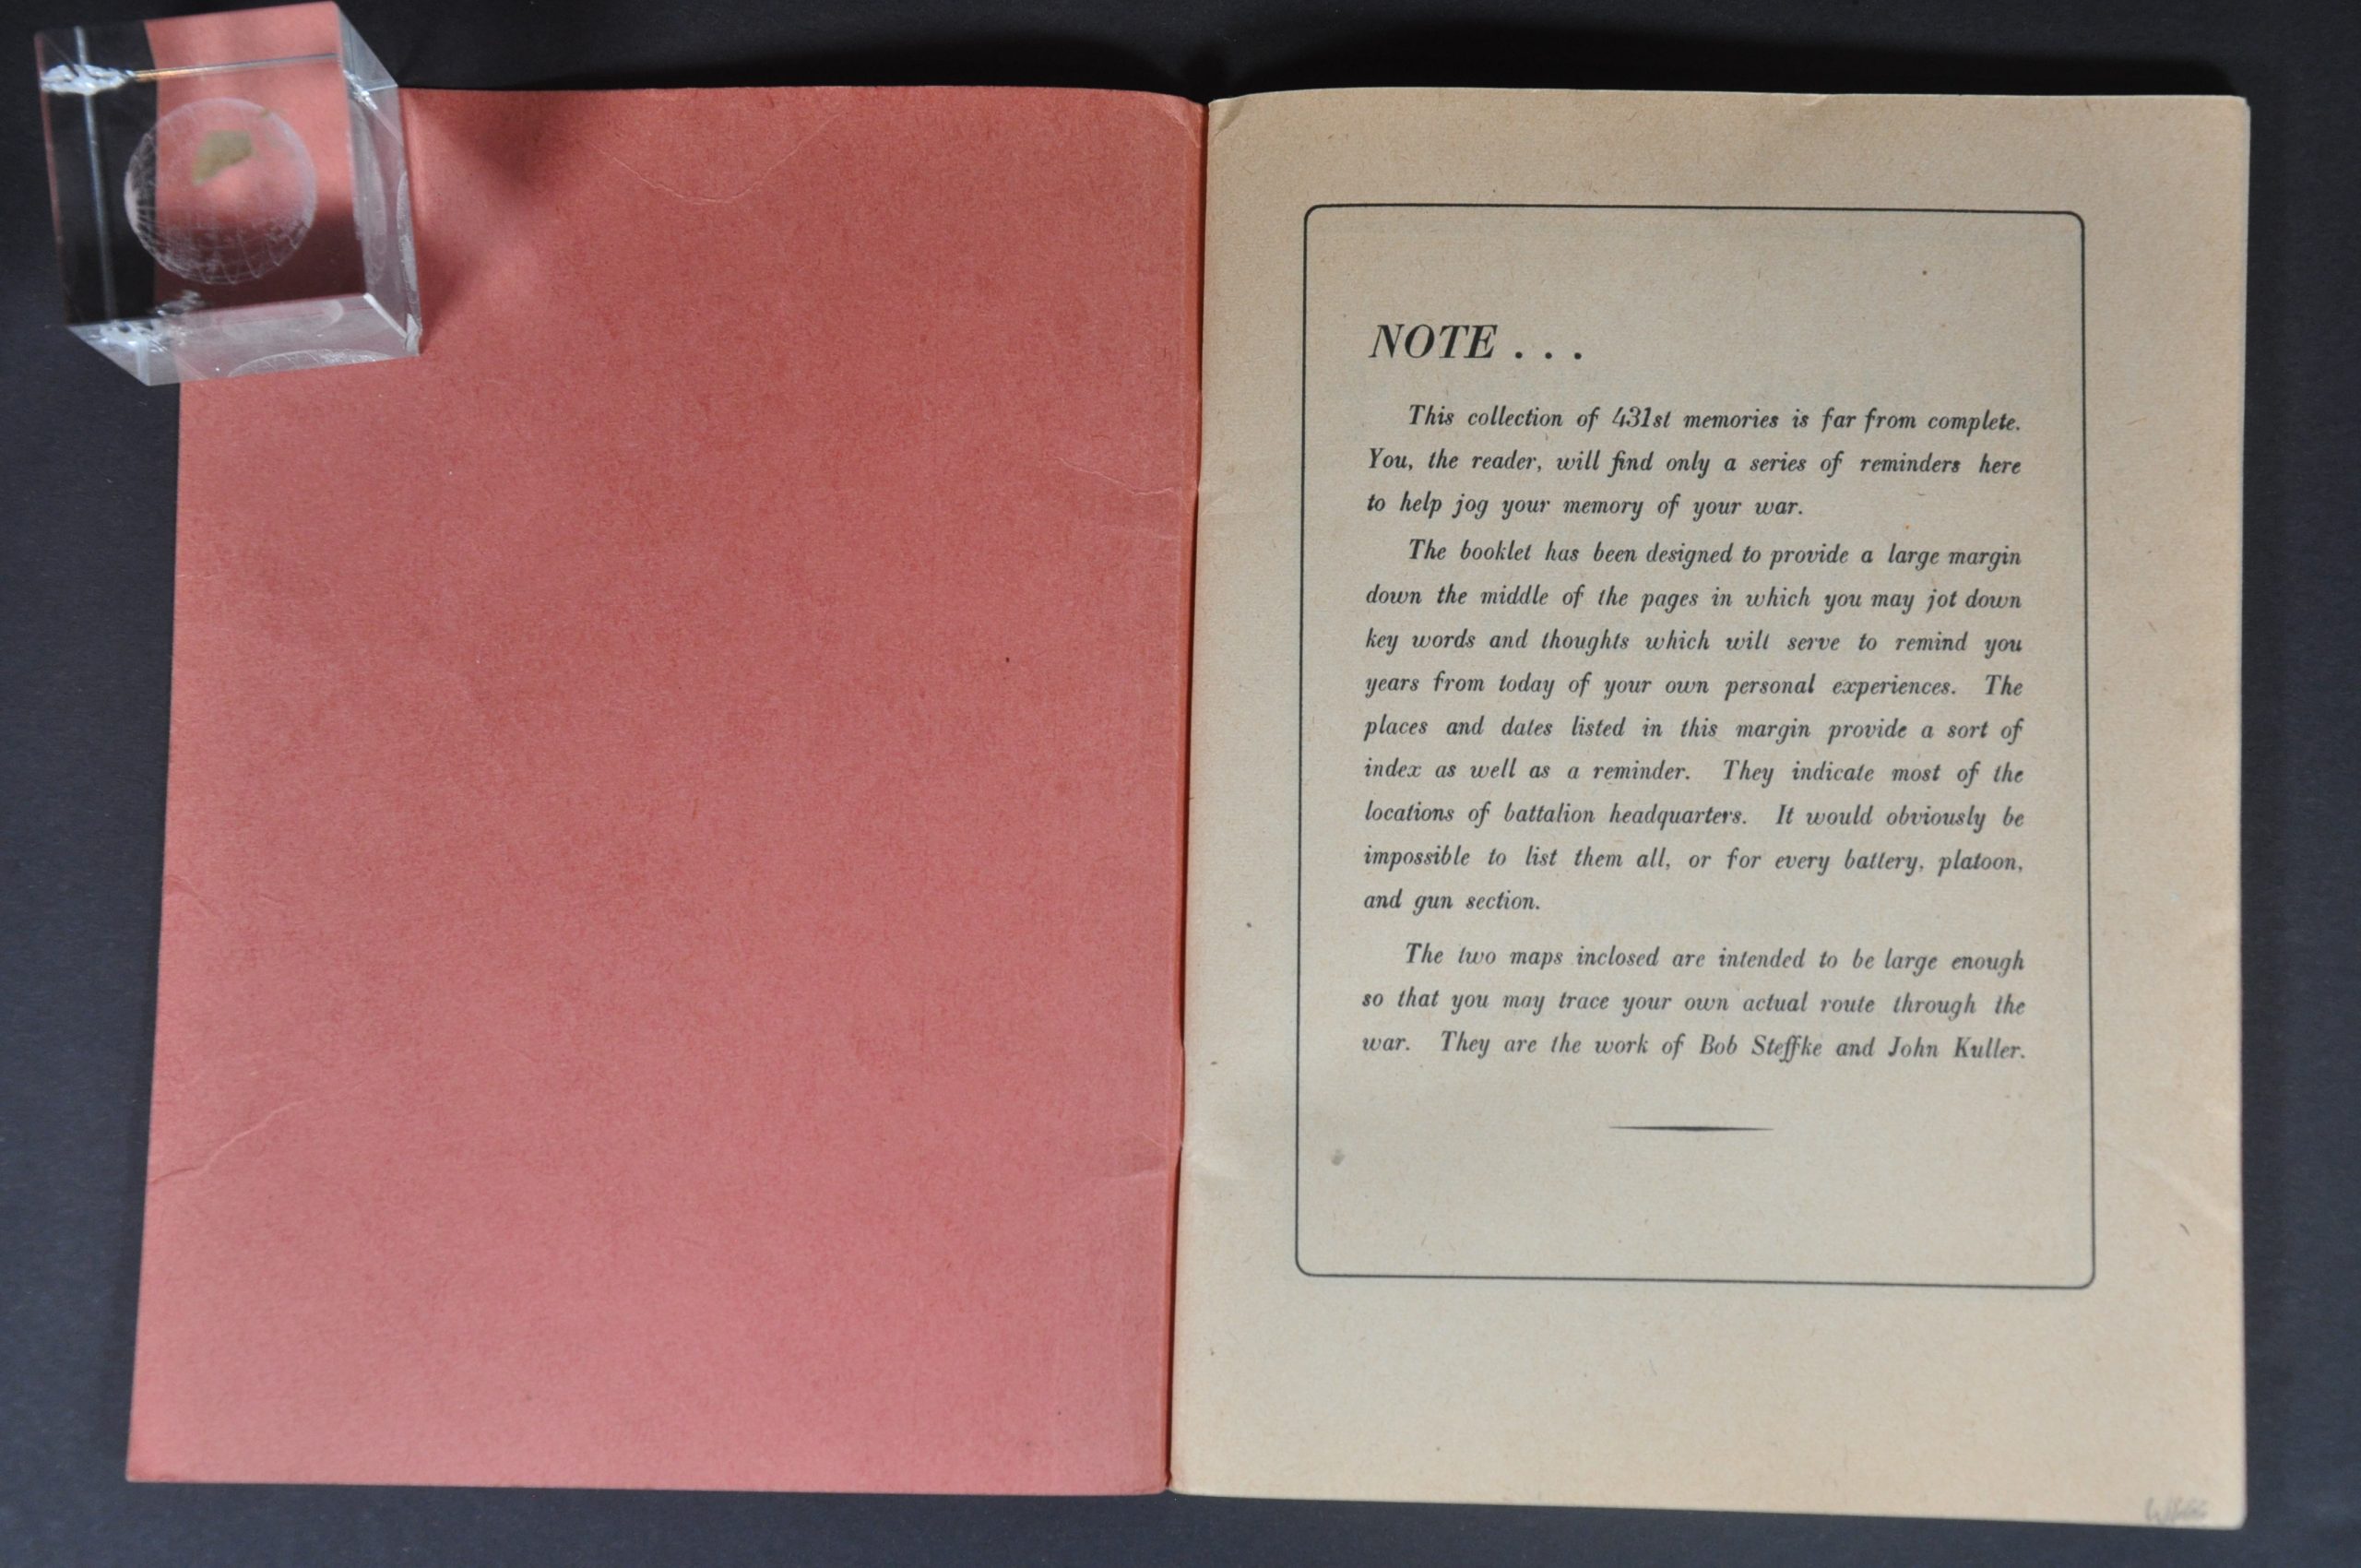 NOTE . . .
This collection of 431st memories is far from complete.
You, the reader, will find only a series of reminders here
to help jog your memory of your war.
The booklet has been designed to provide a large margin
down the middle of the pages in which you may jot down
key words and thoughts which will serve to remind you
years from today of your own personal experiences. The
places and dates listed in this margin provide a sort of
index as well as a reminder. They indicate most of the
locations of battalion headquarters. It would obviously be
impossible to list them all, or for every battery, platoon,
and gun section.
The two maps inclosed are intended to be large enough
so that you may trace your own actual route through the
war. They are the work of Bob Steffke and John Kuller.